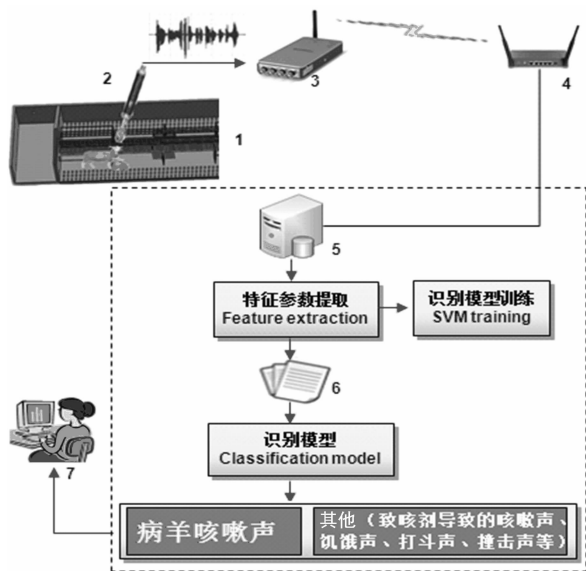 2
3
4
1
5
特征参数提取
Feature extraction
识别模型训练
SVM training
6
识别模型
Classification model
7
病羊咳嗽声
其他（致咳剂导致的咳嗽声、
饥饿声、打斗声、撞击声等）